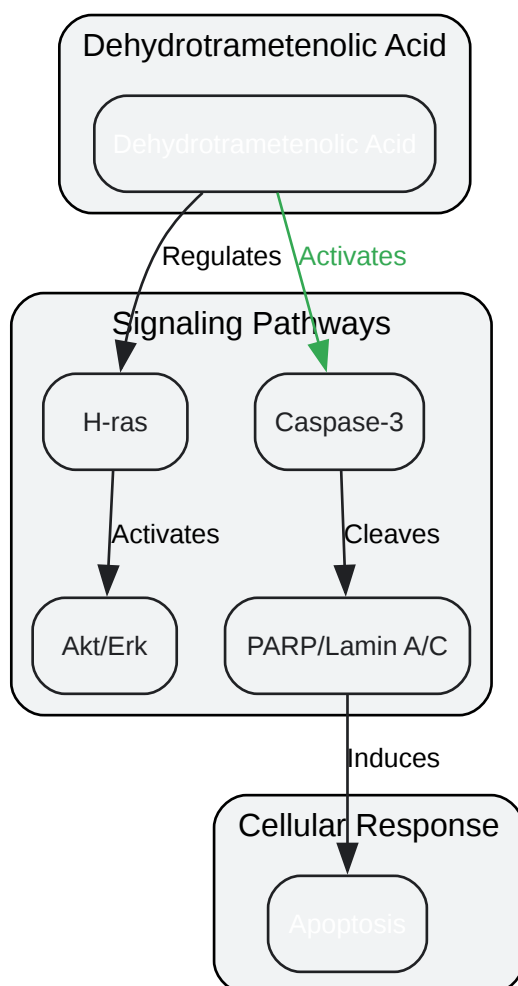 Dehydrotrametenolic Acid
Dehydrotrametenolic Acid
Regulates
Activates
Signaling Pathways
H-ras
Caspase-3
Activates
Cleaves
Akt/Erk
PARP/Lamin A/C
Induces
Cellular Response
Apoptosis